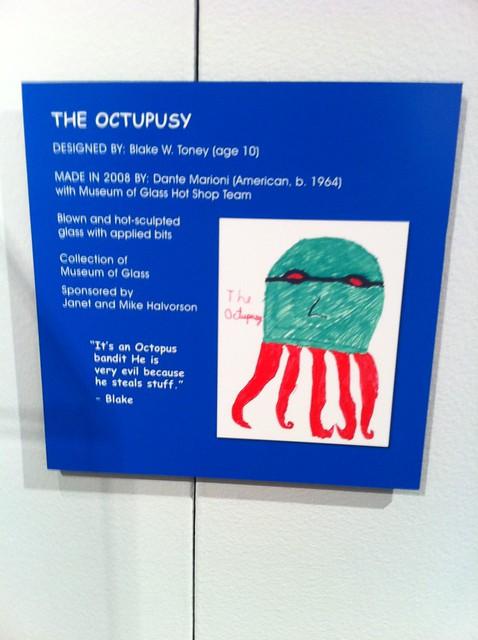 THE OCTUPUSY
DESIGNED BY: Blake W. Toney (age 10)
MADE IN 2008 BY: Dante Marioni (American, b. 1964)
with Museum of Glass Hot Shop Team
Blown and hot-sculpted
glass with applied bits
Collection of
Museum of Glass
Sponsored by
Janet and Mike Halvorson
"It's an Octopus
bandit He is
very evil because
he steals stuff."
- Blake
The
Octupusy